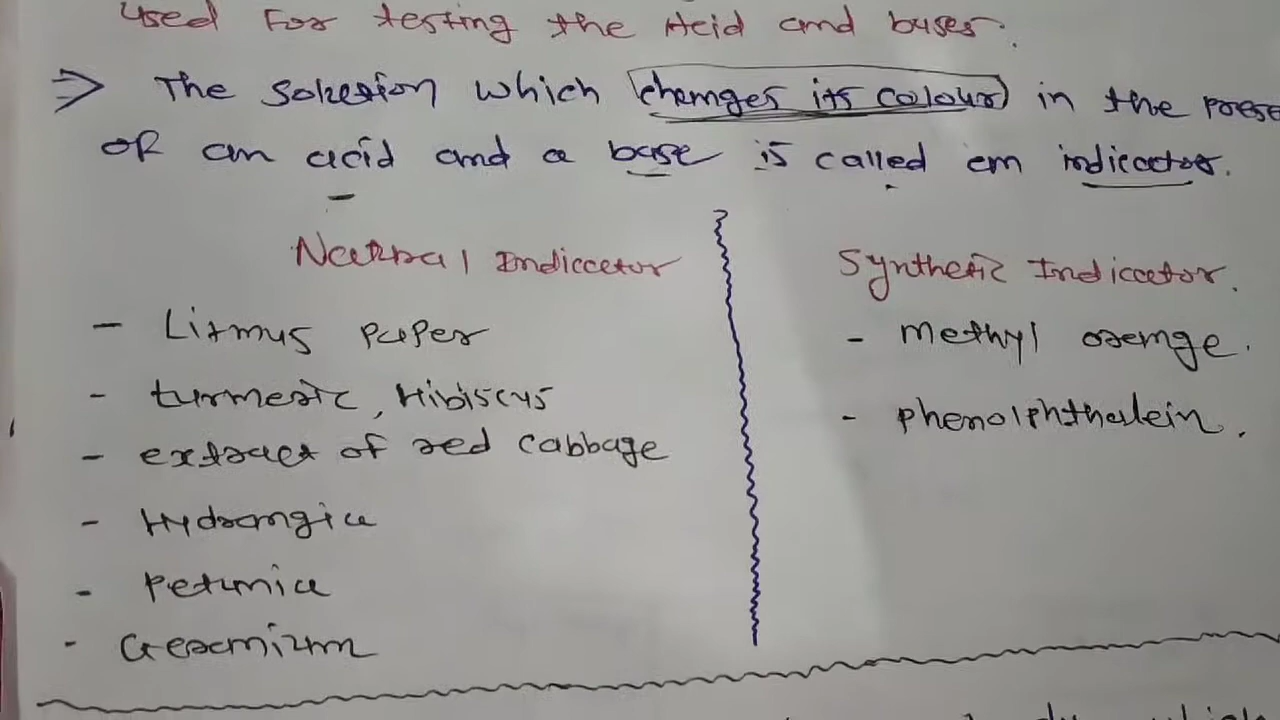 used For testing the Acid and bases.
⇒ The solution which changes its colour in the prese
of an acid and a base is called an indicator.
Natural Indicator
Synthetic Indicator.
- Litmus paper
- methyl orange.
- turmeric, Hibiscus
- phenolphthalein.
- extract of red cabbage
- Hydrangia
- Petunia
- Geranium